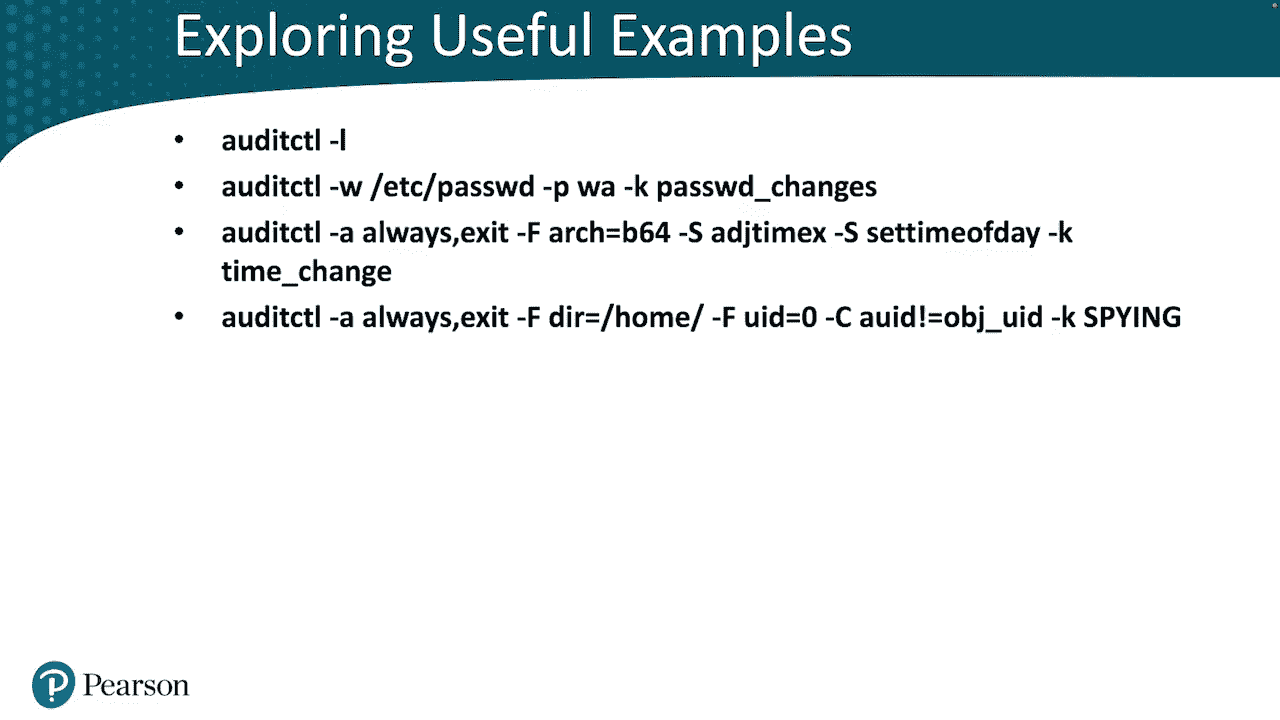 Exploring Useful Examples
• auditctl -l
• auditctl -w /etc/passwd -p wa -k passwd_changes
• auditctl -a always,exit -F arch=b64 -S adjtimex -S settimeofday -k
time_change
• auditctl -a always,exit -F dir=/home/ -F uid=0 -C auid!=obj_uid -k SPYING
Pearson